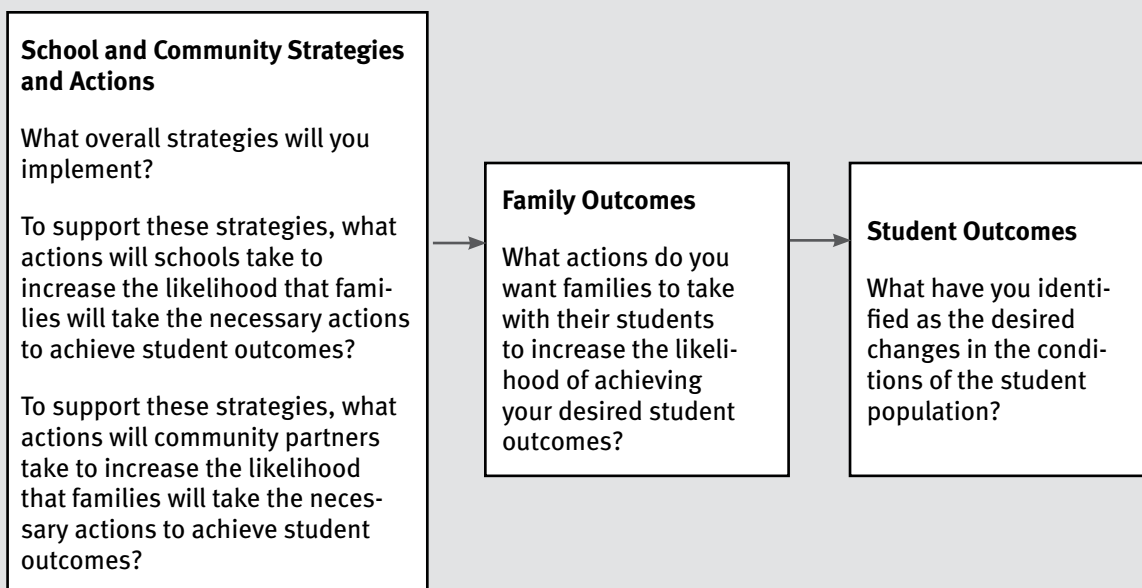 School and Community Strategies
and Actions
What overall strategies will you
implement?
To support these strategies, what
actions will schools take to
increase the likelihood that fami-
lies will take the necessary actions
to achieve student outcomes?
To support these strategies, what
actions will community partners
take to increase the likelihood
that families will take the neces-
sary actions to achieve student
outcomes?
Family Outcomes
What actions do you
want families to take
with their students
to increase the likeli-
hood of achieving
your desired student
outcomes?
Student Outcomes
What have you identi-
fied as the desired
changes in the condi-
tions of the student
population?